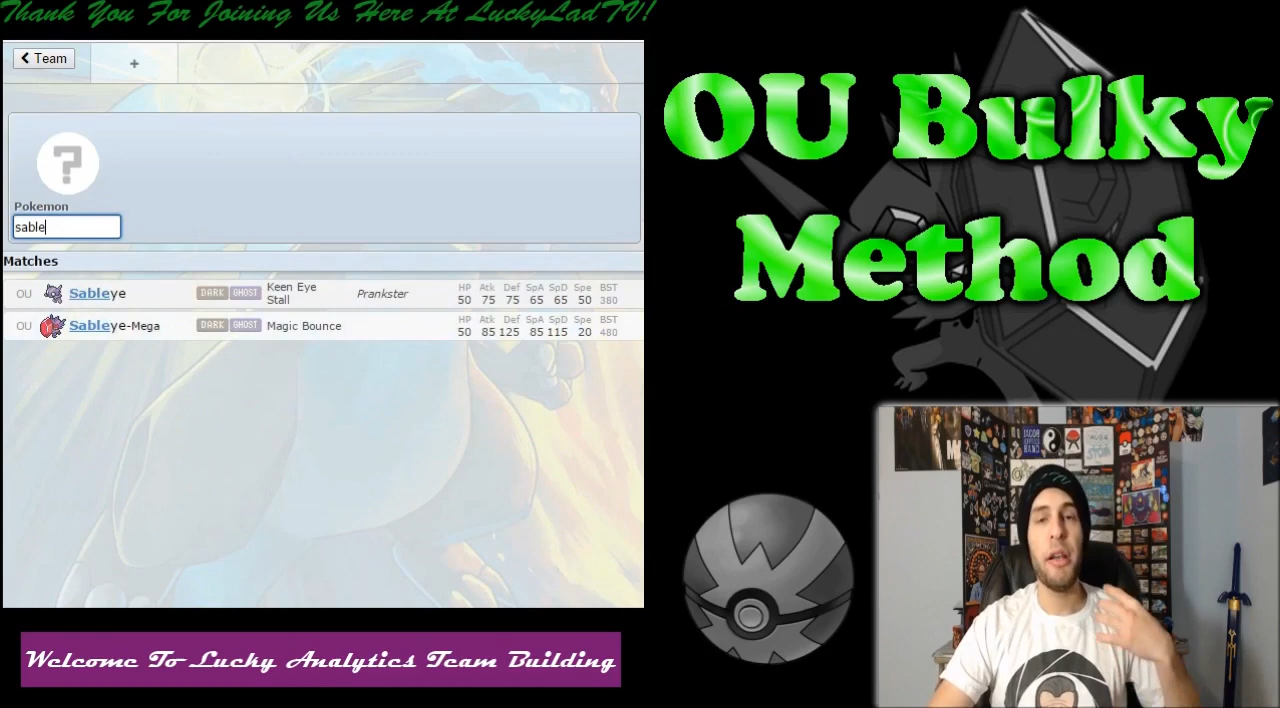 Thank You For Joining Us Here At LuckyLadTV!
Team
+
OU Bulky
Method
?
Pokemon
sable
Matches
OU Sableye DARK GHOST Keen Eye Stall Prankster HP 50 Atk 75 Def 75 SpA 65 SpD 65 Spe 50 BST 380
OU Sableye-Mega DARK GHOST Magic Bounce HP 50 Atk 85 Def 125 SpA 85 SpD 115 Spe 20 BST 480
Welcome To Lucky Analytics Team Building